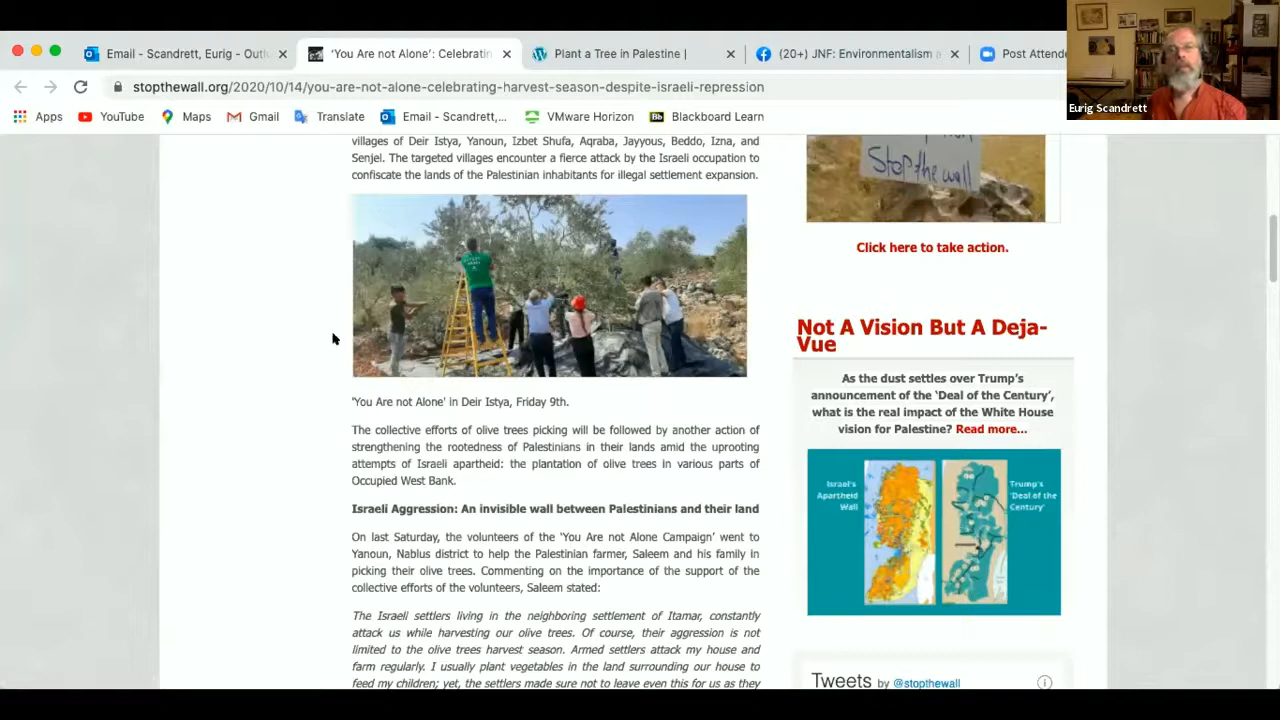 Email - Scandrett, Eurig - Outl
'You Are not Alone': Celebratin
Plant a Tree in Palestine |
(20+) JNF: Environmentalism a
Post Attende
stopthewall.org/2020/10/14/you-are-not-alone-celebrating-harvest-season-despite-israeli-repression
Eurig Scandrett
Apps
YouTube
Maps
Gmail
Translate
Email - Scandrett,...
VMware Horizon
Bb
Blackboard Learn
villages of Deir Istya, Yanoun, Izbet Shufa, Aqraba, Jayyous, Beddo, Izna, and
Senjel. The targeted villages encounter a fierce attack by the Israeli occupation to
confiscate the lands of the Palestinian inhabitants for illegal settlement expansion.
'You Are not Alone' in Deir Istya, Friday 9th.
The collective efforts of olive trees picking will be followed by another action of
strengthening the rootedness of Palestinians in their lands amid the uprooting
attempts of Israeli apartheid: the plantation of olive trees in various parts of
Occupied West Bank.
Israeli Aggression: An invisible wall between Palestinians and their land
On last Saturday, the volunteers of the 'You Are not Alone Campaign' went to
Yanoun, Nablus district to help the Palestinian farmer, Saleem and his family in
picking their olive trees. Commenting on the importance of the support of the
collective efforts of the volunteers, Saleem stated:
The Israeli settlers living in the neighboring settlement of Itamar, constantly
attack us while harvesting our olive trees. Of course, their aggression is not
limited to the olive trees harvest season. Armed settlers attack my house and
farm regularly. I usually plant vegetables in the land surrounding our house to
feed my children; yet, the settlers made sure not to leave even this for us as they
Stop the wall
Click here to take action.
Not A Vision But A Deja-
Vue
As the dust settles over Trump's
announcement of the 'Deal of the Century',
what is the real impact of the White House
vision for Palestine? Read more...
Israel's
Apartheid
Wall
Trump's
'Deal of the
Century'
Tweets by @stopthewall